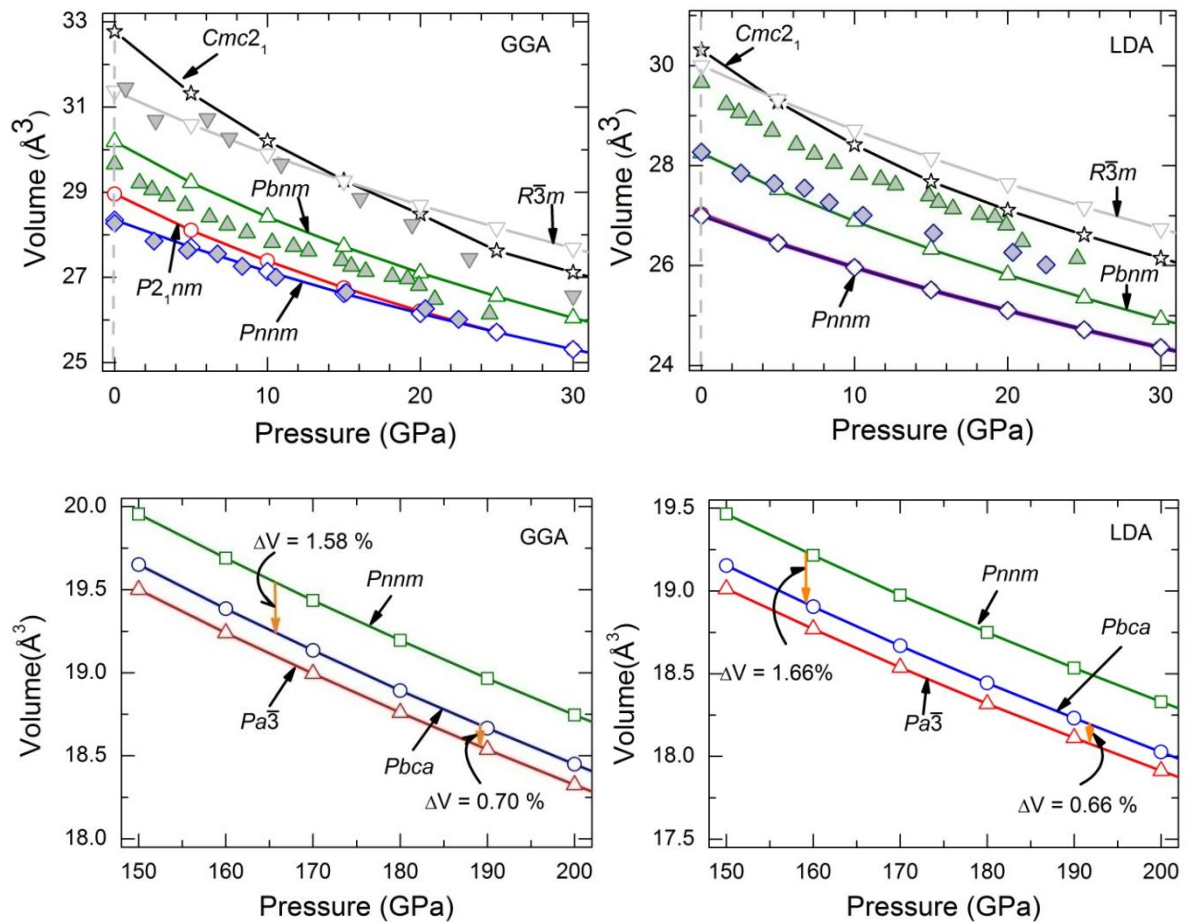 GGA
33
31
29
27
25
Volume (Å³)
Cmc2₁
Pbnm
R3̅m
P2₁nm
Pnnm
0 10 20 30
Pressure (GPa)
LDA
30
28
26
24
Volume (Å³)
Cmc2₁
R3̅m
Pnnm
Pbnm
0 10 20 30
Pressure (GPa)
GGA
20.0
19.5
19.0
18.5
18.0
Volume(Å³)
ΔV = 1.58 %
Pnnm
Pa3̅
Pbca
ΔV = 0.70 %
150 160 170 180 190 200
Pressure (GPa)
LDA
19.5
19.0
18.5
18.0
17.5
Volume(Å³)
Pnnm
Pbca
ΔV = 1.66%
Pa3̅
ΔV = 0.66 %
150 160 170 180 190 200
Pressure (GPa)